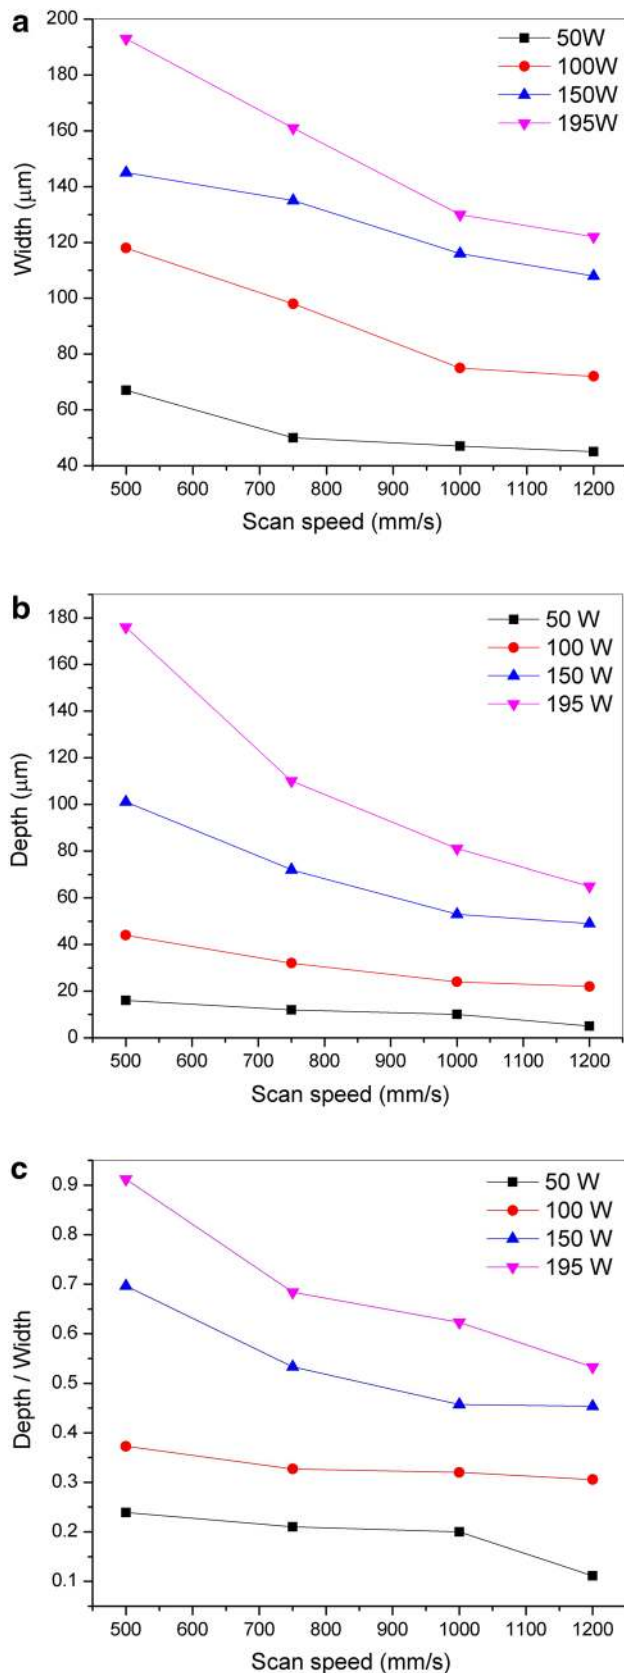 a
200
180
160
140
120
100
80
60
40
Width (μm)
50W
100W
150W
195W
500 600 700 800 900 1000 1100 1200
Scan speed (mm/s)
b
180
160
140
120
100
80
60
40
20
0
Depth (μm)
50 W
100 W
150 W
195 W
500 600 700 800 900 1000 1100 1200
Scan speed (mm/s)
c
0.9
0.8
0.7
0.6
0.5
0.4
0.3
0.2
0.1
Depth / Width
50 W
100 W
150 W
195 W
500 600 700 800 900 1000 1100 1200
Scan speed (mm/s)